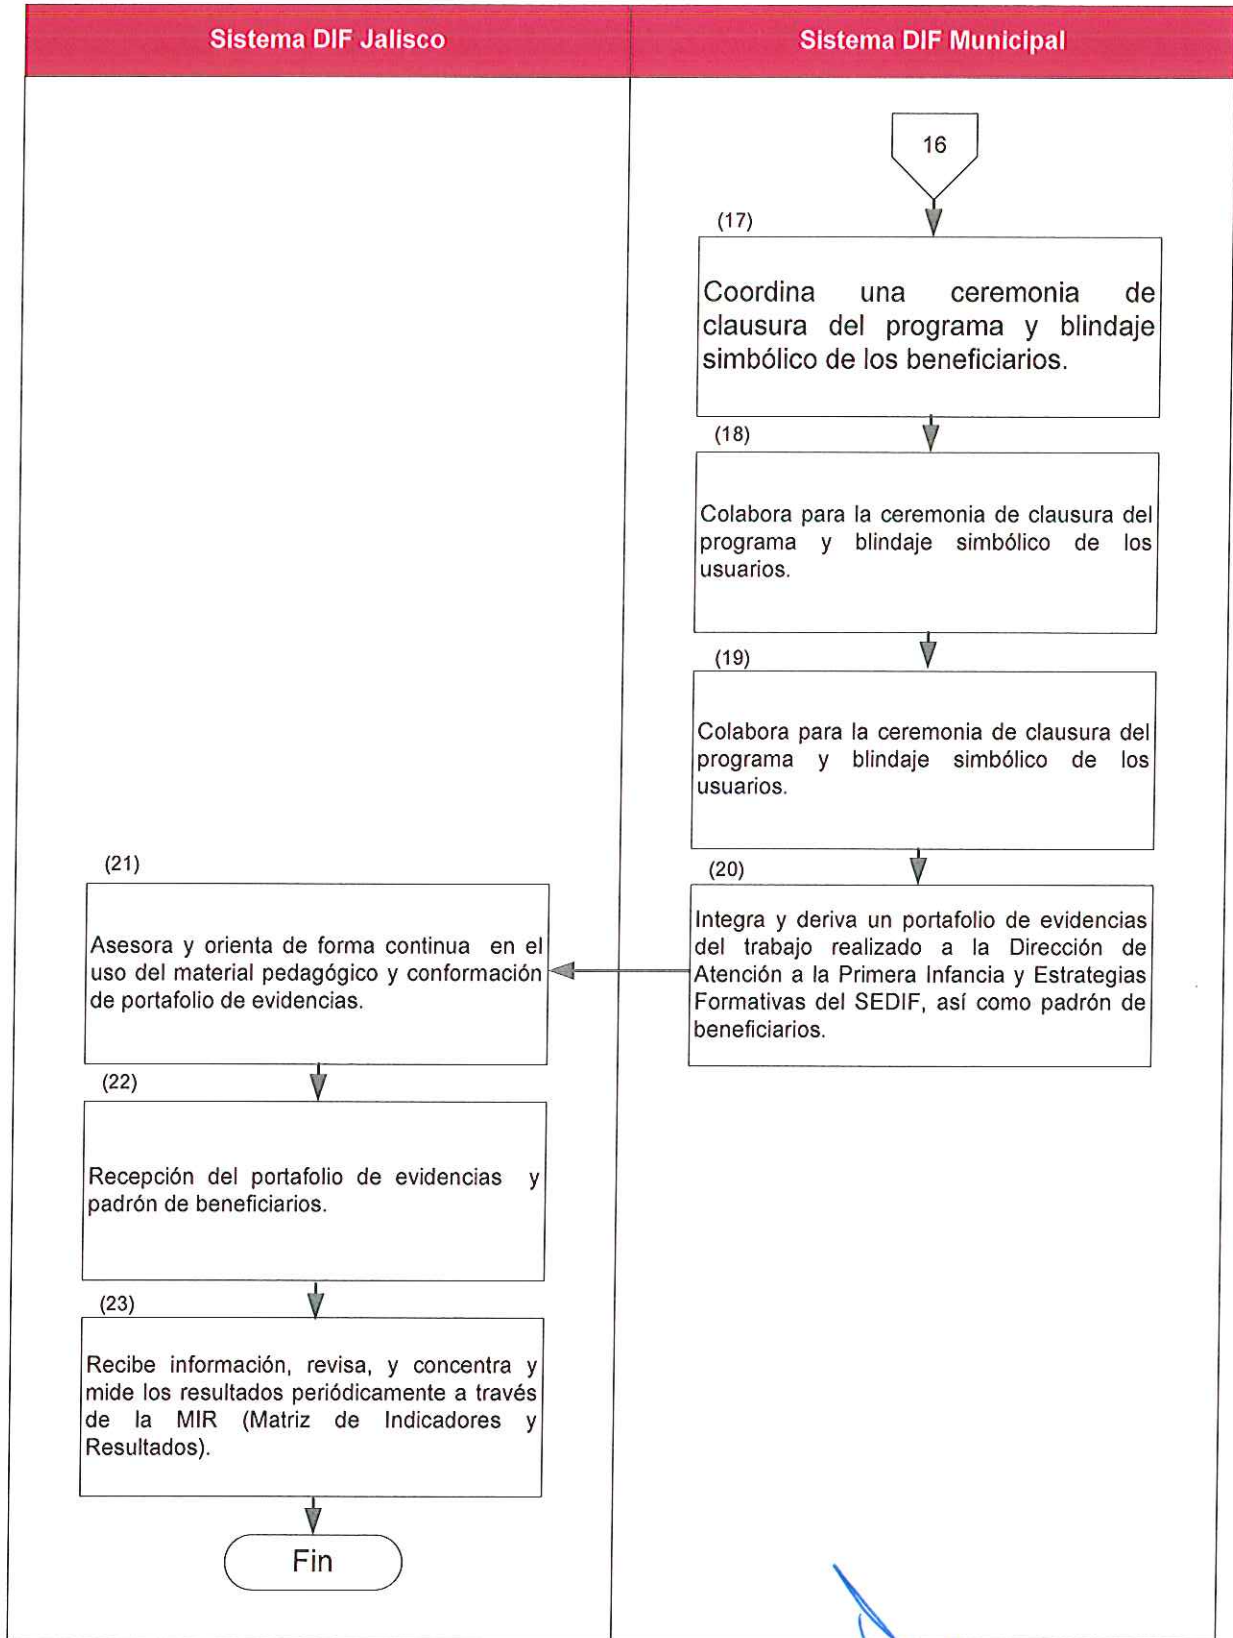 Sistema DIF Jalisco
Sistema DIF Municipal
16
(17)
Coordina una ceremonia de
clausura del programa y blindaje
simbólico de los beneficiarios.
(18)
Colabora para la ceremonia de clausura del
programa y blindaje simbólico de los
usuarios.
(19)
Colabora para la ceremonia de clausura del
programa y blindaje simbólico de los
usuarios.
(20)
Integra y deriva un portafolio de evidencias
del trabajo realizado a la Dirección de
Atención a la Primera Infancia y Estrategias
Formativas del SEDIF, así como padrón de
beneficiarios.
(21)
Asesora y orienta de forma continua en el
uso del material pedagógico y conformación
de portafolio de evidencias.
(22)
Recepción del portafolio de evidencias y
padrón de beneficiarios.
(23)
Recibe información, revisa, y concentra y
mide los resultados periódicamente a través
de la MIR (Matriz de Indicadores y
Resultados).
Fin